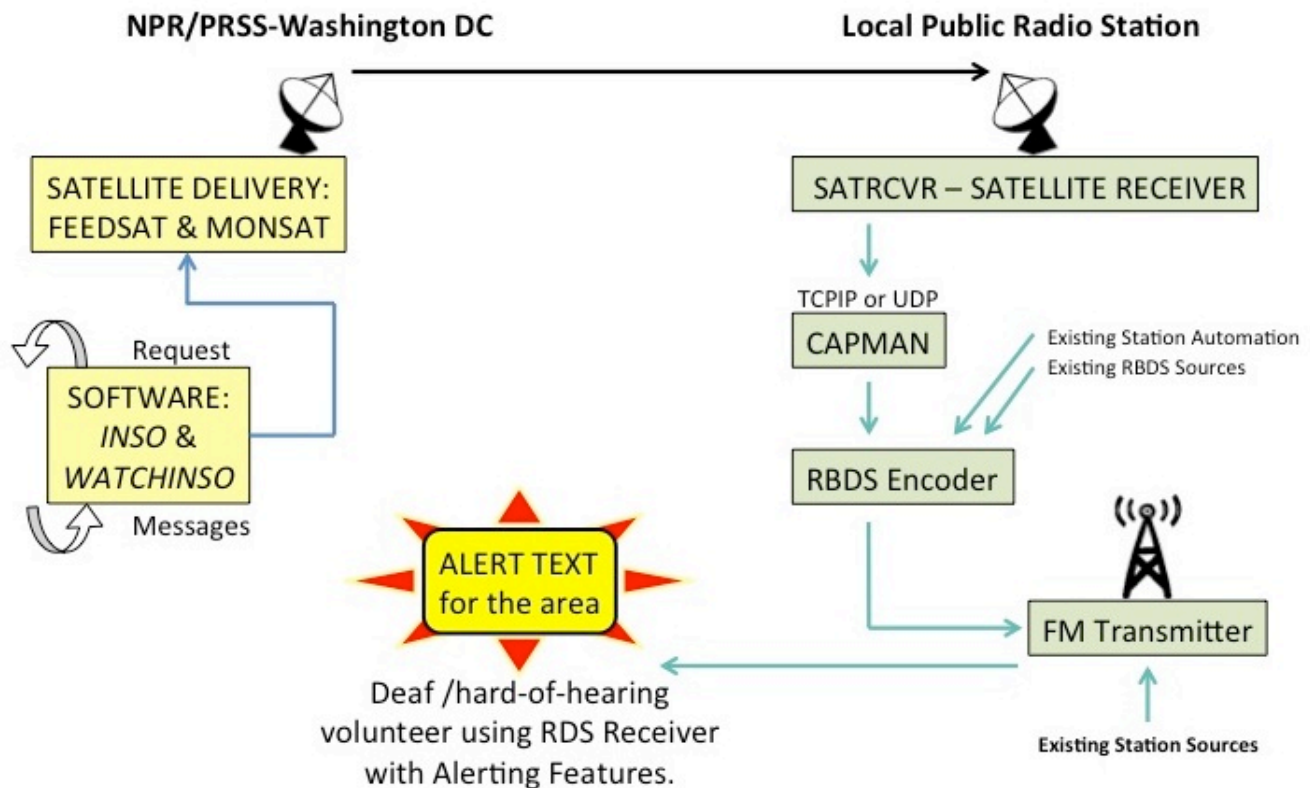 NPR/PRSS-Washington DC
Local Public Radio Station
SATELLITE DELIVERY:
FEEDSAT & MONSAT
Request
SOFTWARE:
INSO &
WATCHINSO
Messages
SATRCVR – SATELLITE RECEIVER
TCPIP or UDP
CAPMAN
Existing Station Automation
Existing RBDS Sources
RBDS Encoder
FM Transmitter
Existing Station Sources
ALERT TEXT
for the area
Deaf /hard-of-hearing
volunteer using RDS Receiver
with Alerting Features.